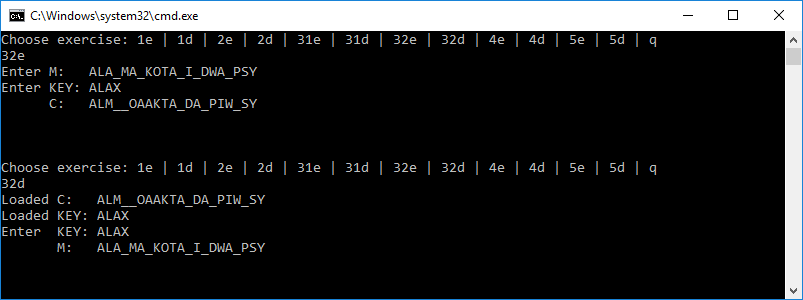 C:\Windows\system32\cmd.exe
Choose exercise: 1e | 1d | 2e | 2d | 31e | 31d | 32e | 32d | 4e | 4d | 5e | 5d | q
32e
Enter M:   ALA_MA_KOTA_I_DWA_PSY
Enter KEY: ALAX
      C:   ALM__OAAKTA_DA_PIW_SY
Choose exercise: 1e | 1d | 2e | 2d | 31e | 31d | 32e | 32d | 4e | 4d | 5e | 5d | q
32d
Loaded C:   ALM__OAAKTA_DA_PIW_SY
Loaded KEY: ALAX
Enter  KEY: ALAX
       M:   ALA_MA_KOTA_I_DWA_PSY